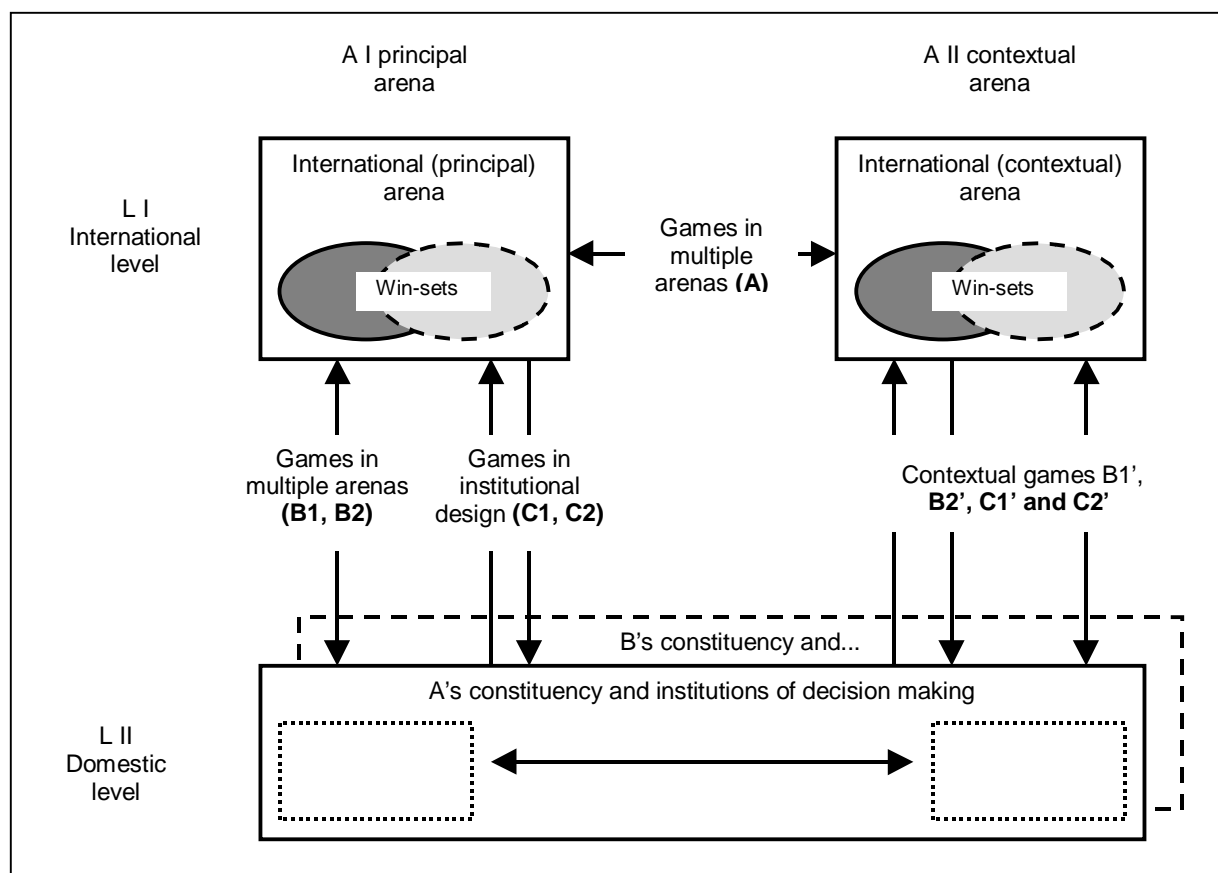 A I principal
arena
A II contextual
arena
L I
International
level
International (principal)
arena
Win-sets
Games in
multiple
arenas (A)
International (contextual)
arena
Win-sets
Games in
multiple arenas
(B1, B2)
Games in
institutional
design (C1, C2)
Contextual games B1’,
B2’, C1’ and C2’
B’s constituency and...
A’s constituency and institutions of decision making
L II
Domestic
level